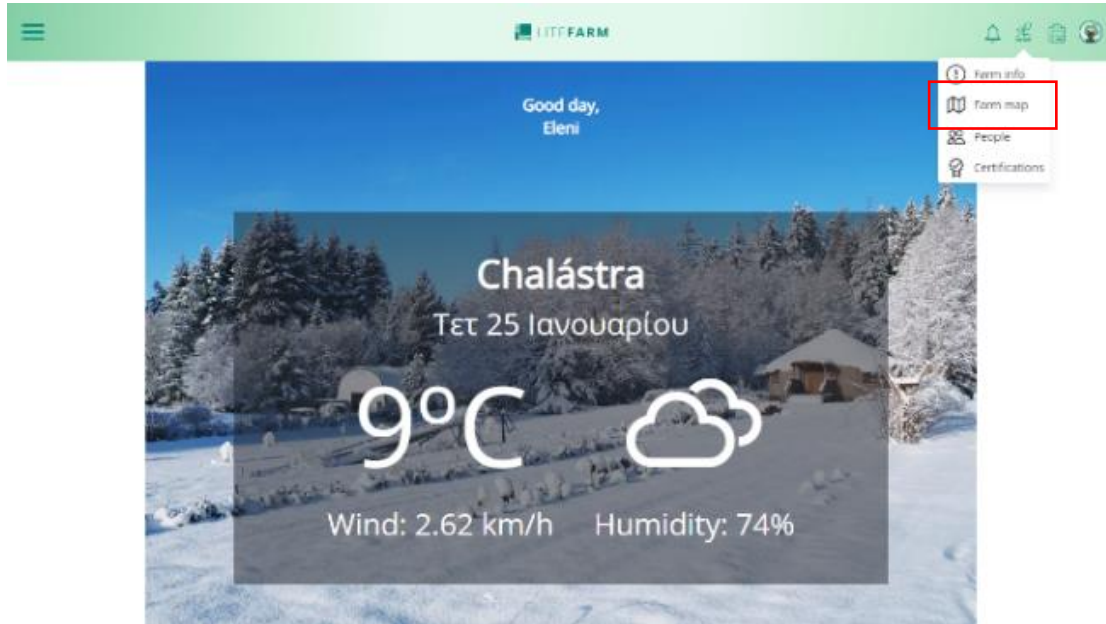 LITEFARM
Farm info
Farm map
People
Certifications
Good day,
Eleni
Chalástra
Τετ 25 Ιανουαρίου
9°C
Wind: 2.62 km/h Humidity: 74%